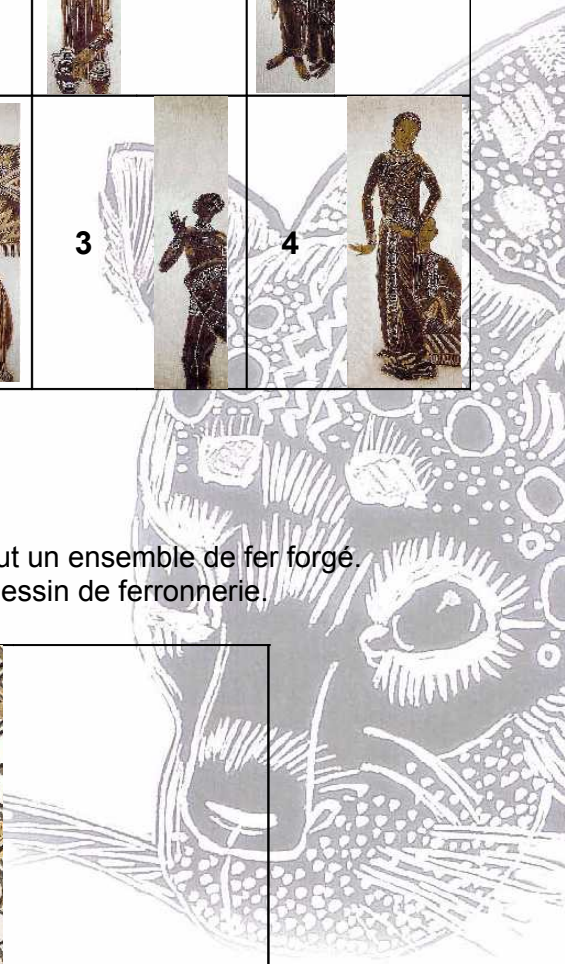 3
4
ut un ensemble de fer forgé.
essin de ferronnerie.